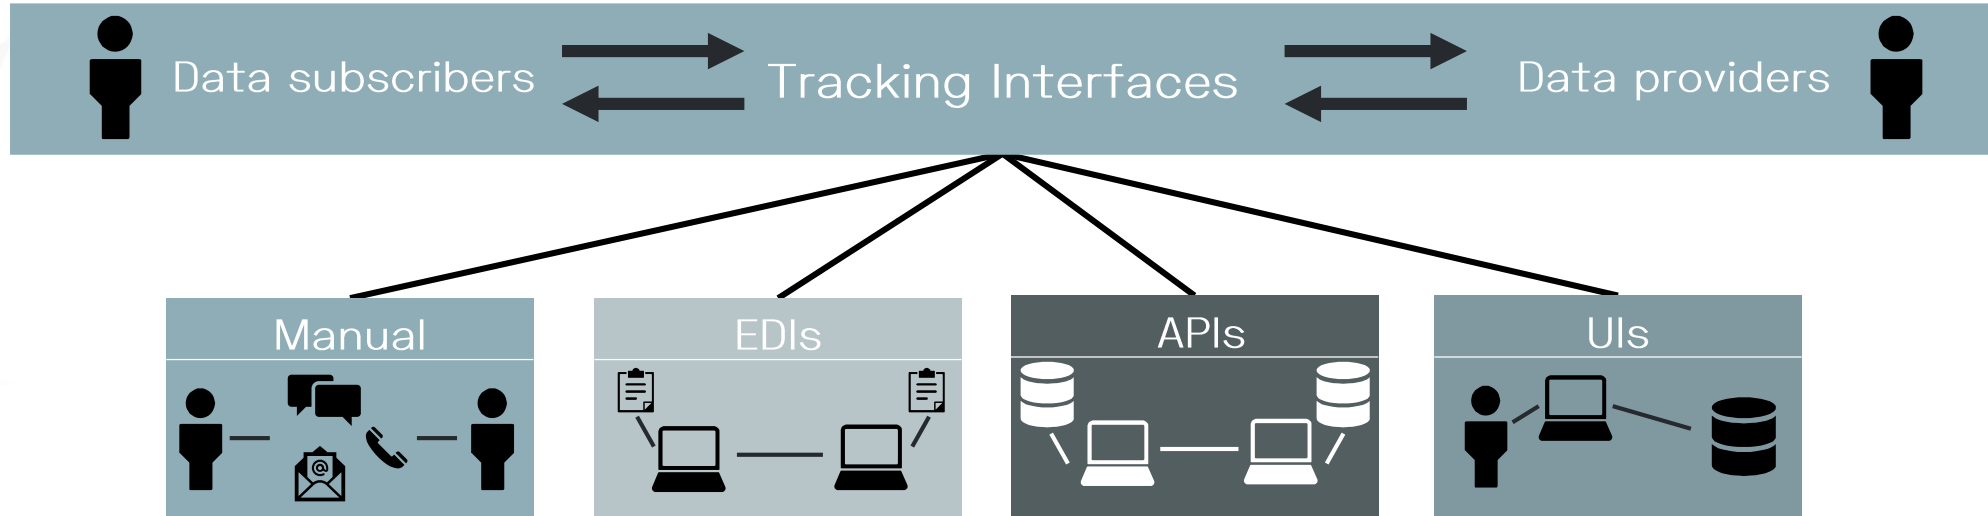 Data subscribers
Tracking Interfaces
Data providers
Manual
EDIs
APIs
UIs
@